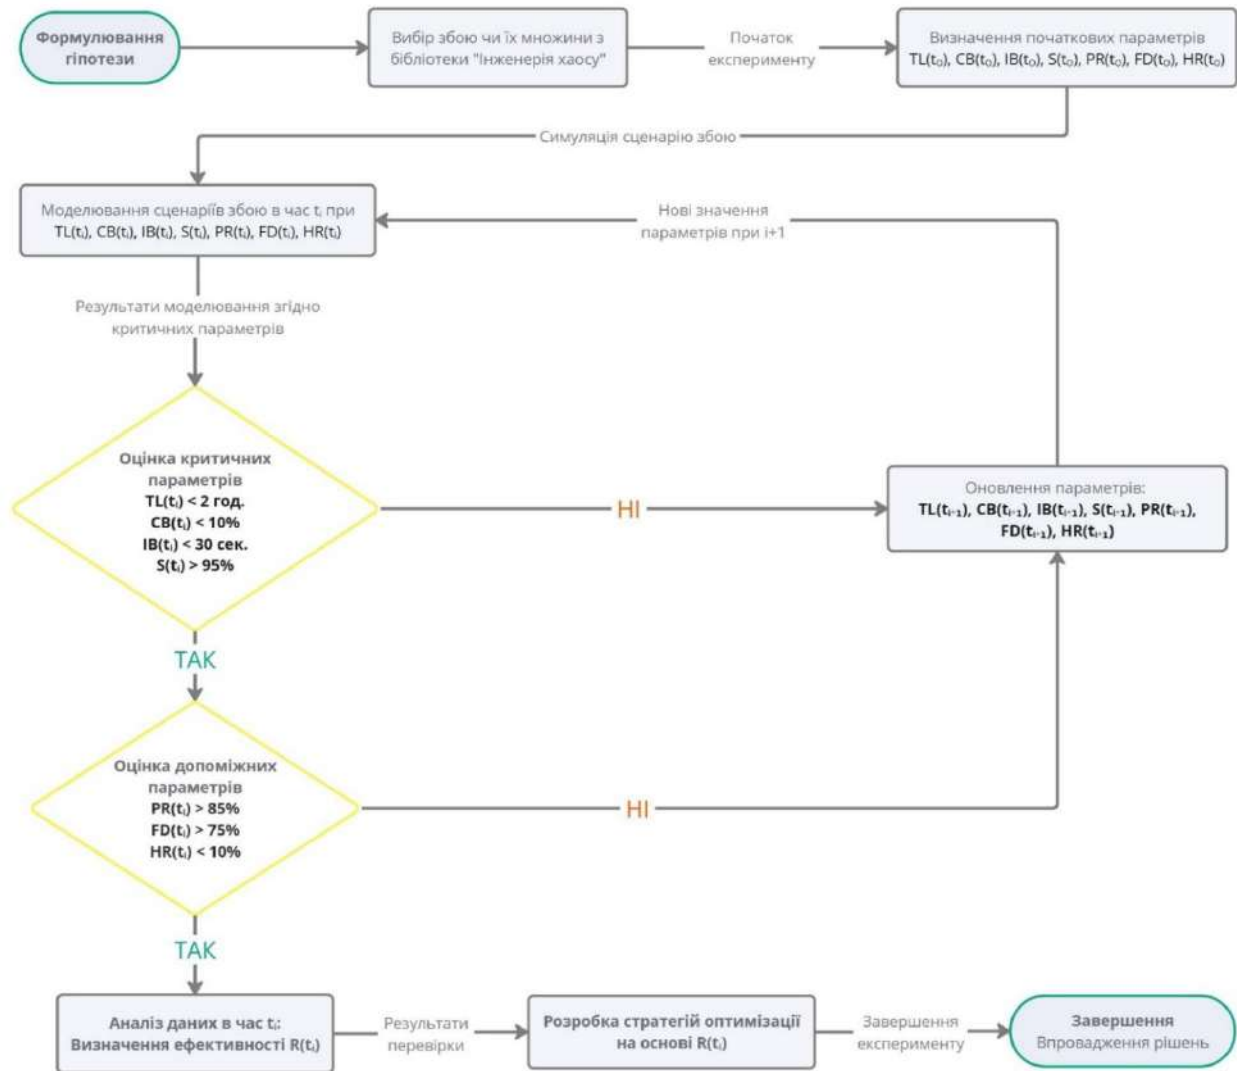 Формулювання
гіпотези
Вибір збою чи їх множини з
бібліотеки "Інженерія хаосу"
Початок
експерименту
Визначення початкових параметрів
TL(t₀), CB(t₀), IB(t₀), S(t₀), PR(t₀), FD(t₀), HR(t₀)
Симуляція сценарію збою
Моделювання сценаріїв збою в час tᵢ при
TL(tᵢ), CB(tᵢ), IB(tᵢ), S(tᵢ), PR(tᵢ), FD(tᵢ), HR(tᵢ)
Нові значення
параметрів при i+1
Результати моделювання згідно
критичних параметрів
Оцінка критичних
параметрів
TL(tᵢ) < 2 год.
CB(tᵢ) < 10%
IB(tᵢ) < 30 сек.
S(tᵢ) > 95%
НІ
Оновлення параметрів:
TL(tᵢ₊₁), CB(tᵢ₊₁), IB(tᵢ₊₁), S(tᵢ₊₁), PR(tᵢ₊₁),
FD(tᵢ₊₁), HR(tᵢ₊₁)
ТАК
Оцінка допоміжних
параметрів
PR(tᵢ) > 85%
FD(tᵢ) > 75%
HR(tᵢ) < 10%
НІ
ТАК
Аналіз даних в час tᵢ:
Визначення ефективності R(tᵢ)
Результати
перевірки
Розробка стратегій оптимізації
на основі R(tᵢ)
Завершення
експерименту
Завершення
Впровадження рішень